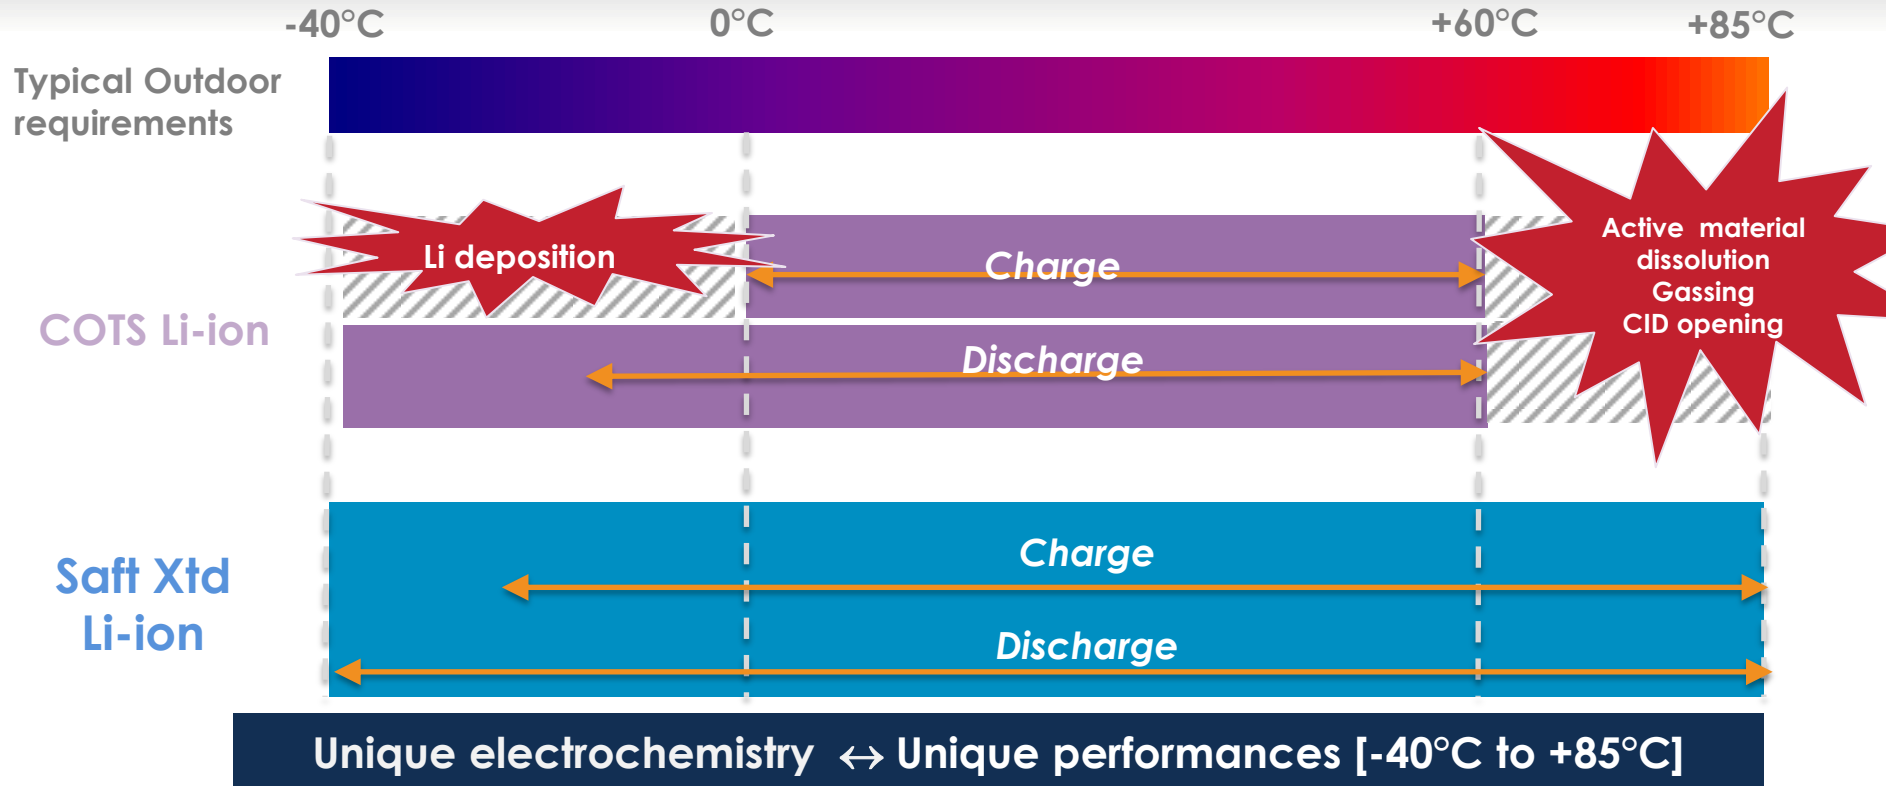 -40°C 0°C +60°C +85°C
Typical Outdoor
requirements
Li deposition
Charge
Active material
dissolution
Gassing
CID opening
COTS Li-ion
Discharge
Saft Xtd
Li-ion
Charge
Discharge
Unique electrochemistry ↔ Unique performances [-40°C to +85°C]